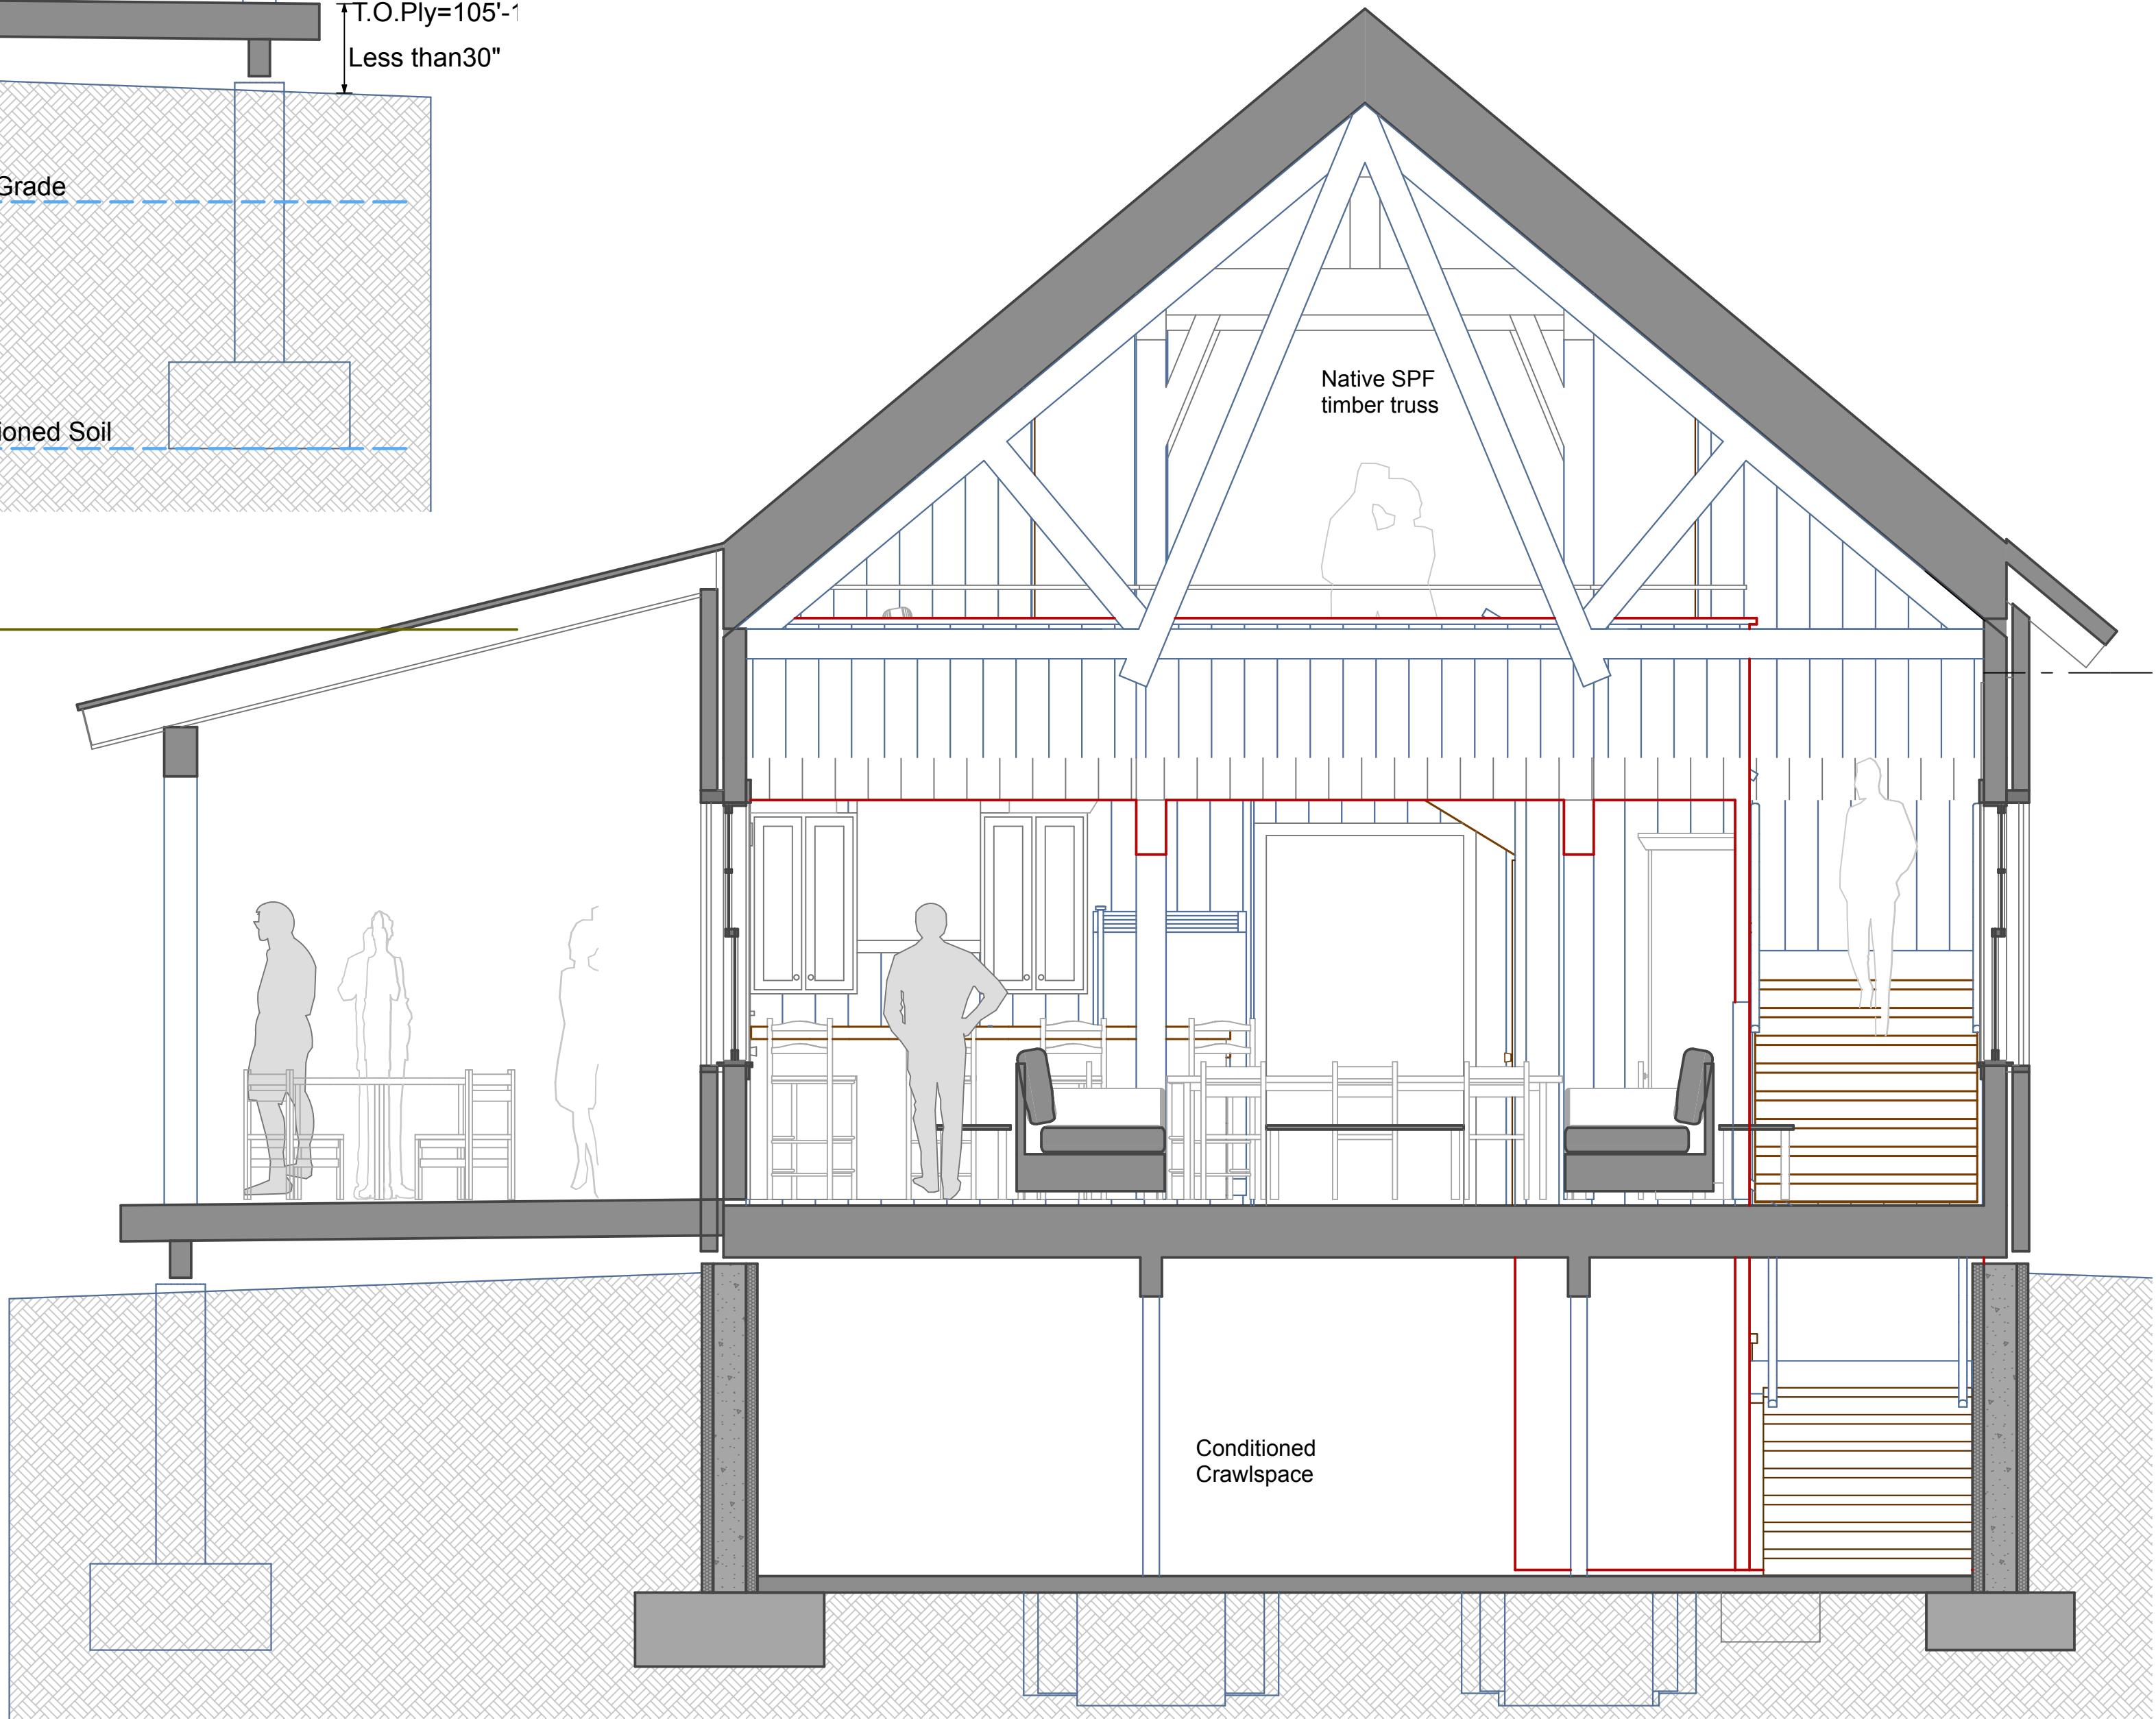 T.O.Ply=105'-
Less than30"
Grade
ioned Soil
Native SPF
timber truss
Conditioned
Crawlspace